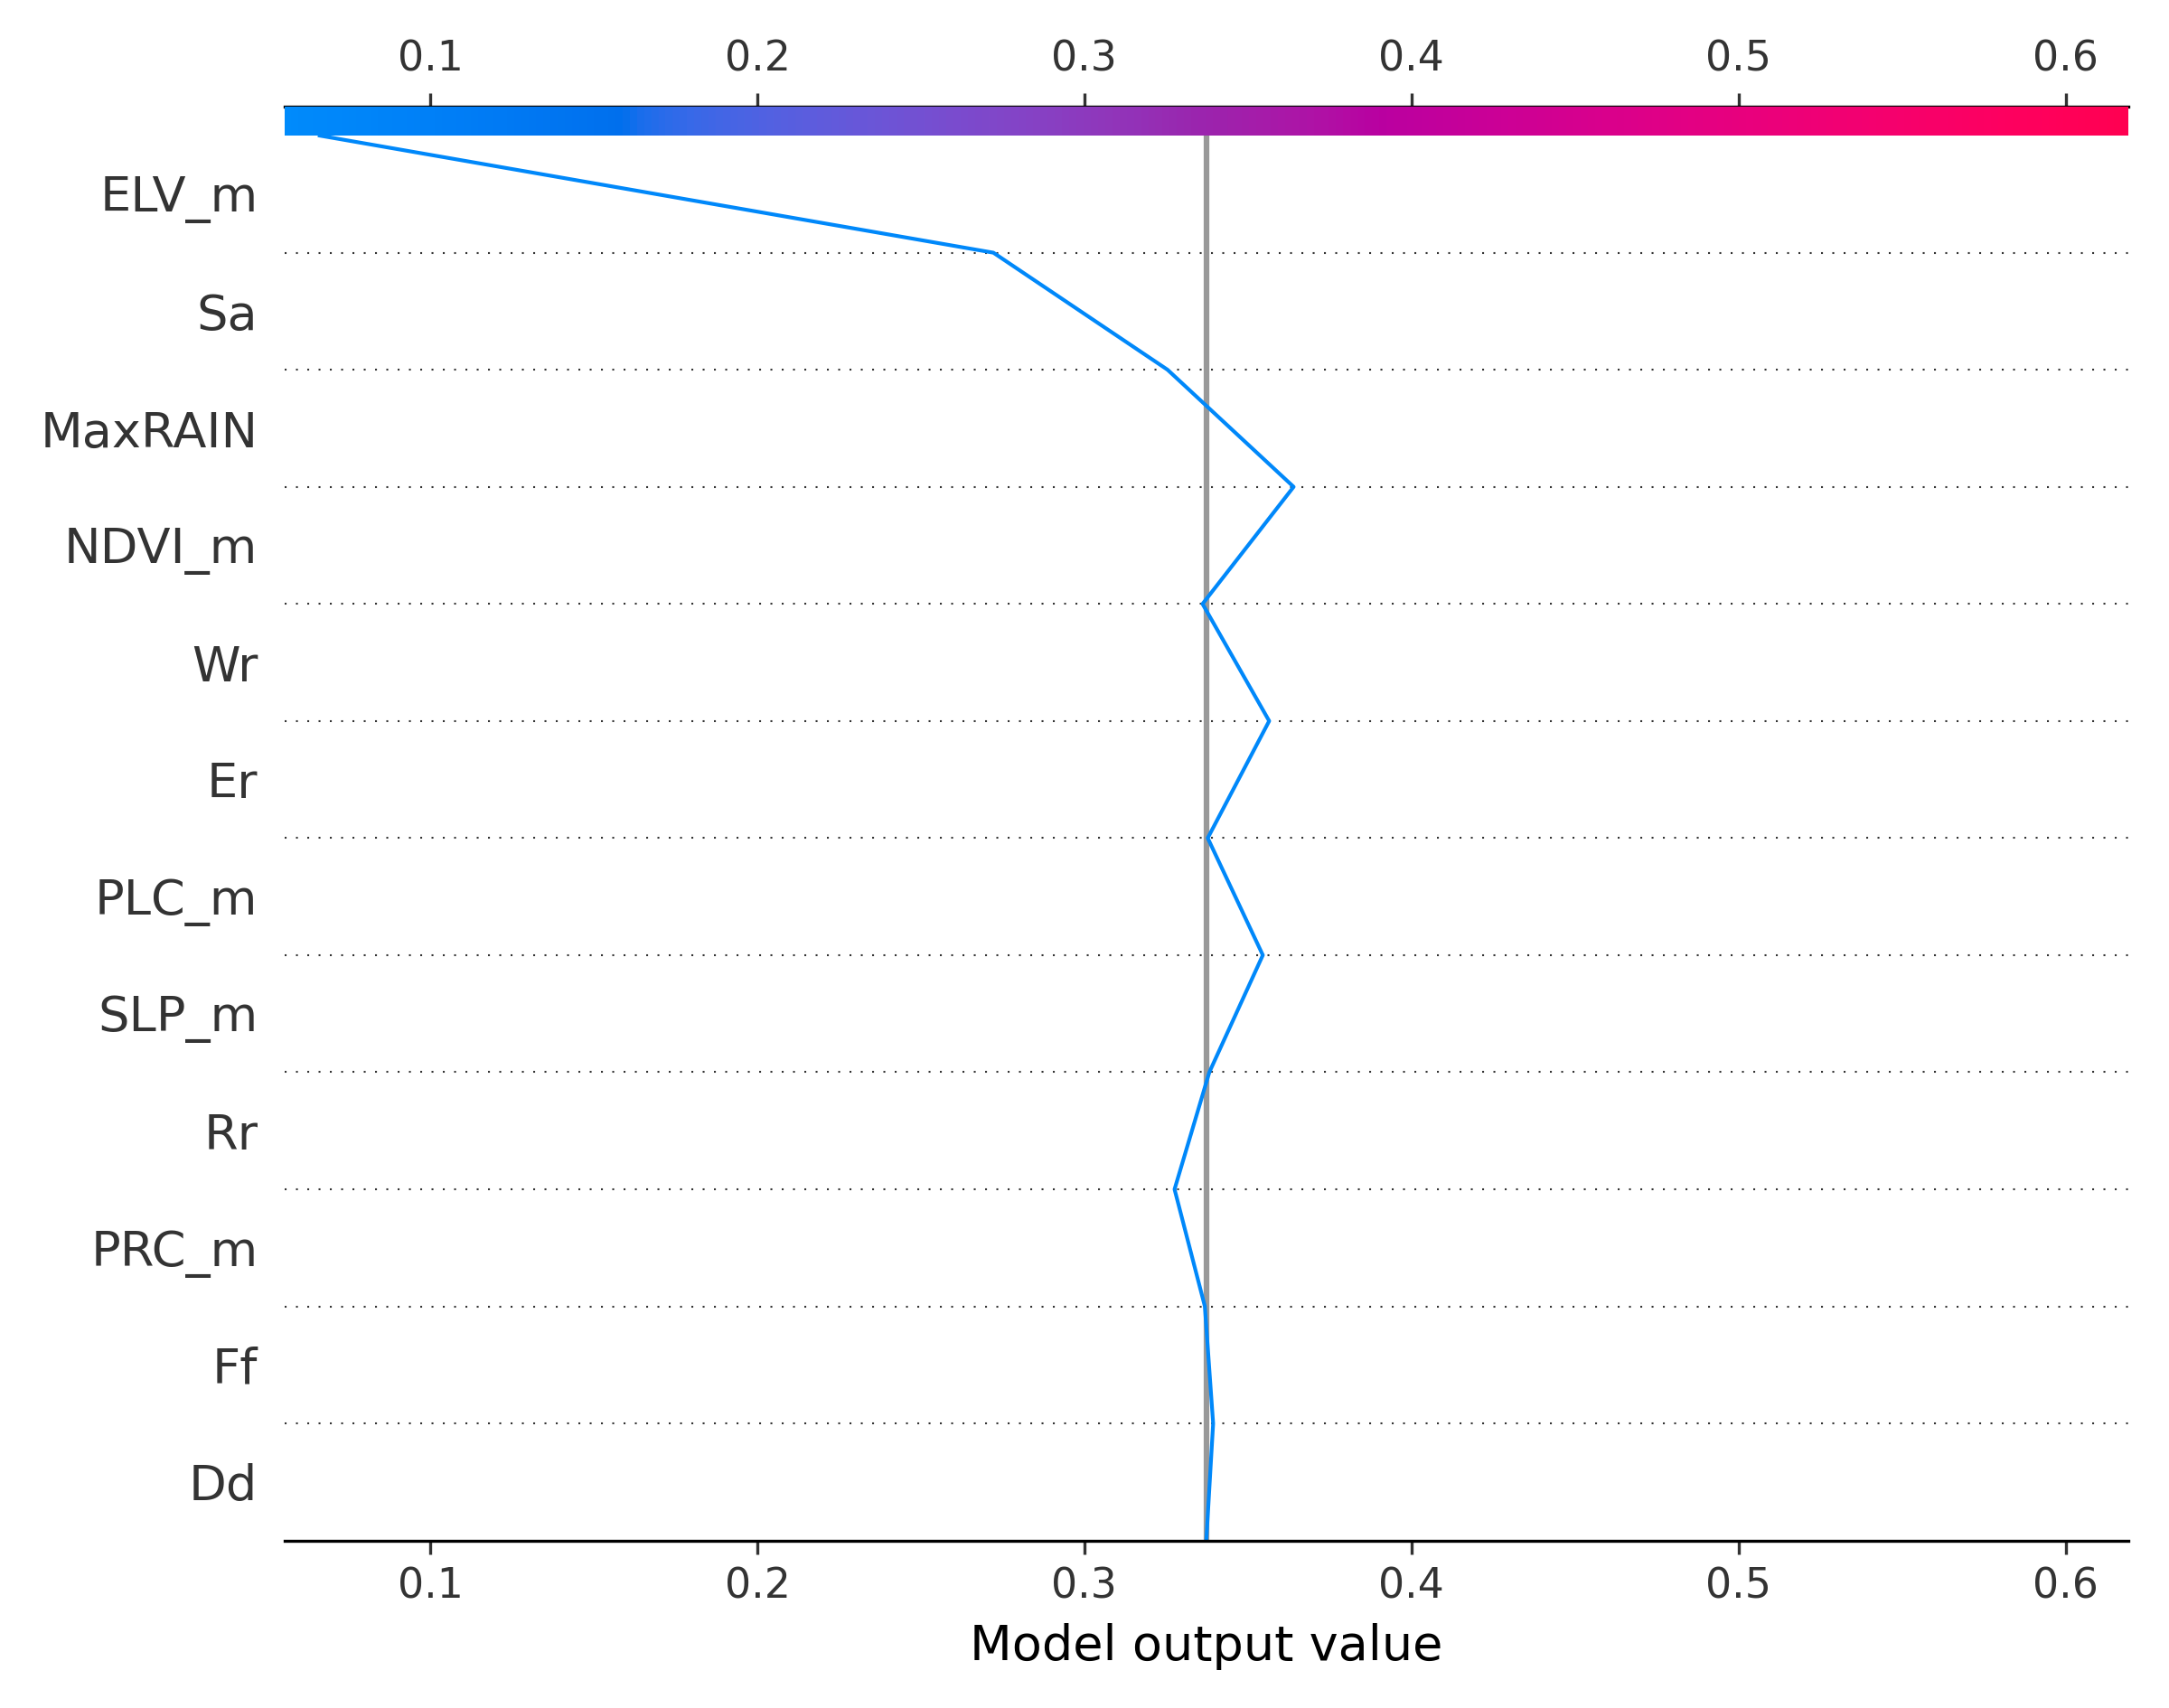 0.1 0.2 0.3 0.4 0.5 0.6
ELV_m
Sa
MaxRAIN
NDVI_m
Wr
Er
PLC_m
SLP_m
Rr
PRC_m
Ff
Dd
0.1 0.2 0.3 0.4 0.5 0.6
Model output value